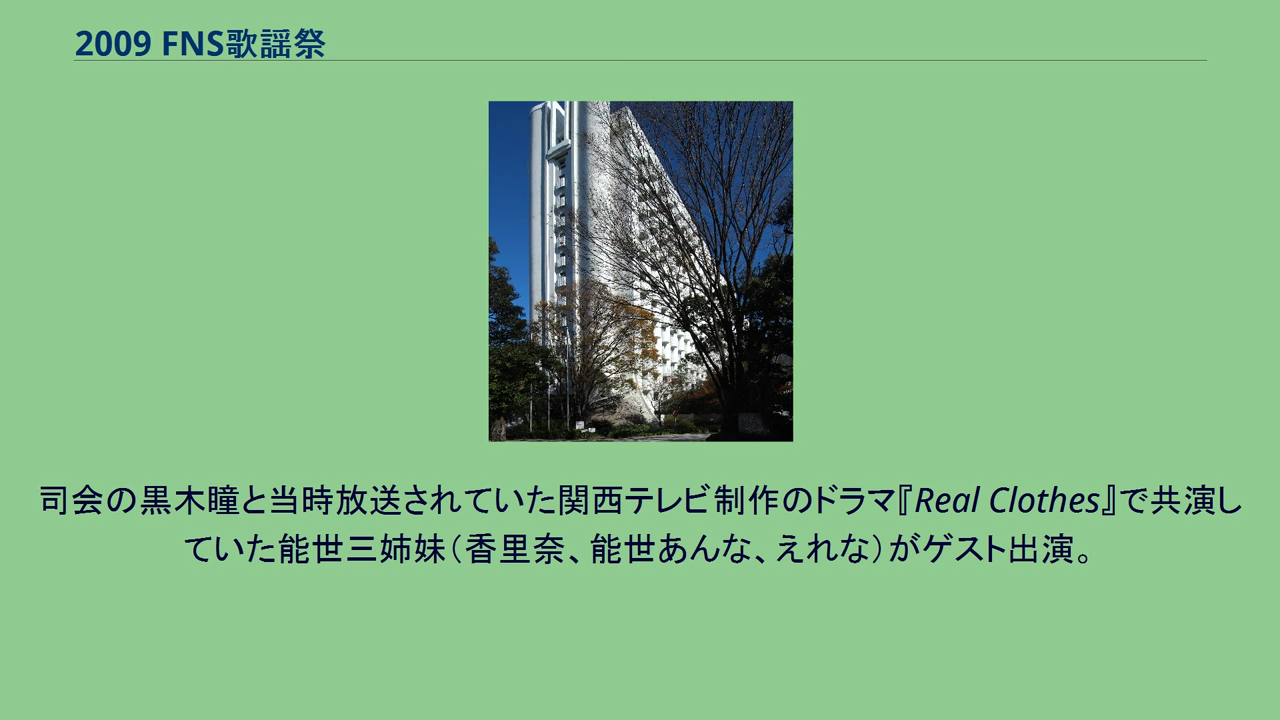 2009 FNS歌謡祭
司会の黒木瞳と当時放送されていた関西テレビ制作のドラマ『Real Clothes』で共演し
ていた能世三姉妹（香里奈、能世あんな、えれな）がゲスト出演。